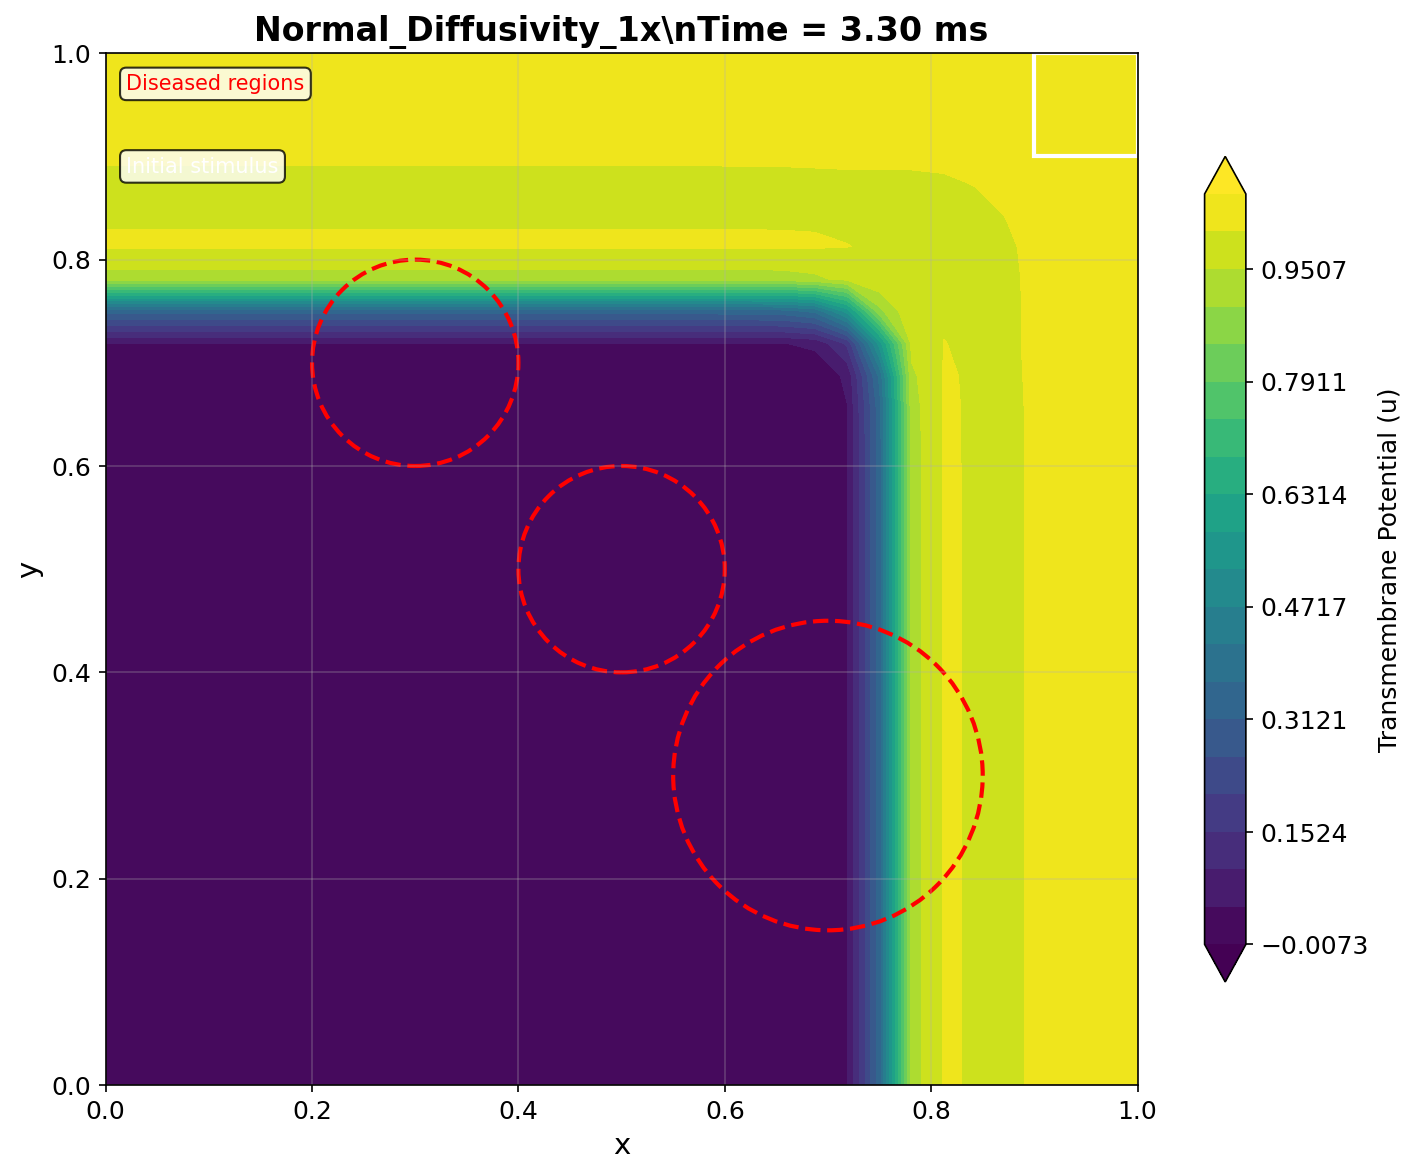 Normal_Diffusivity_1x\nTime = 3.30 ms
Diseased regions
Initial stimulus
1.0
0.8
0.6
0.4
0.2
0.0
y
0.0 0.2 0.4 0.6 0.8 1.0
x
0.9507
0.7911
0.6314
0.4717
0.3121
0.1524
−0.0073
Transmembrane Potential (u)